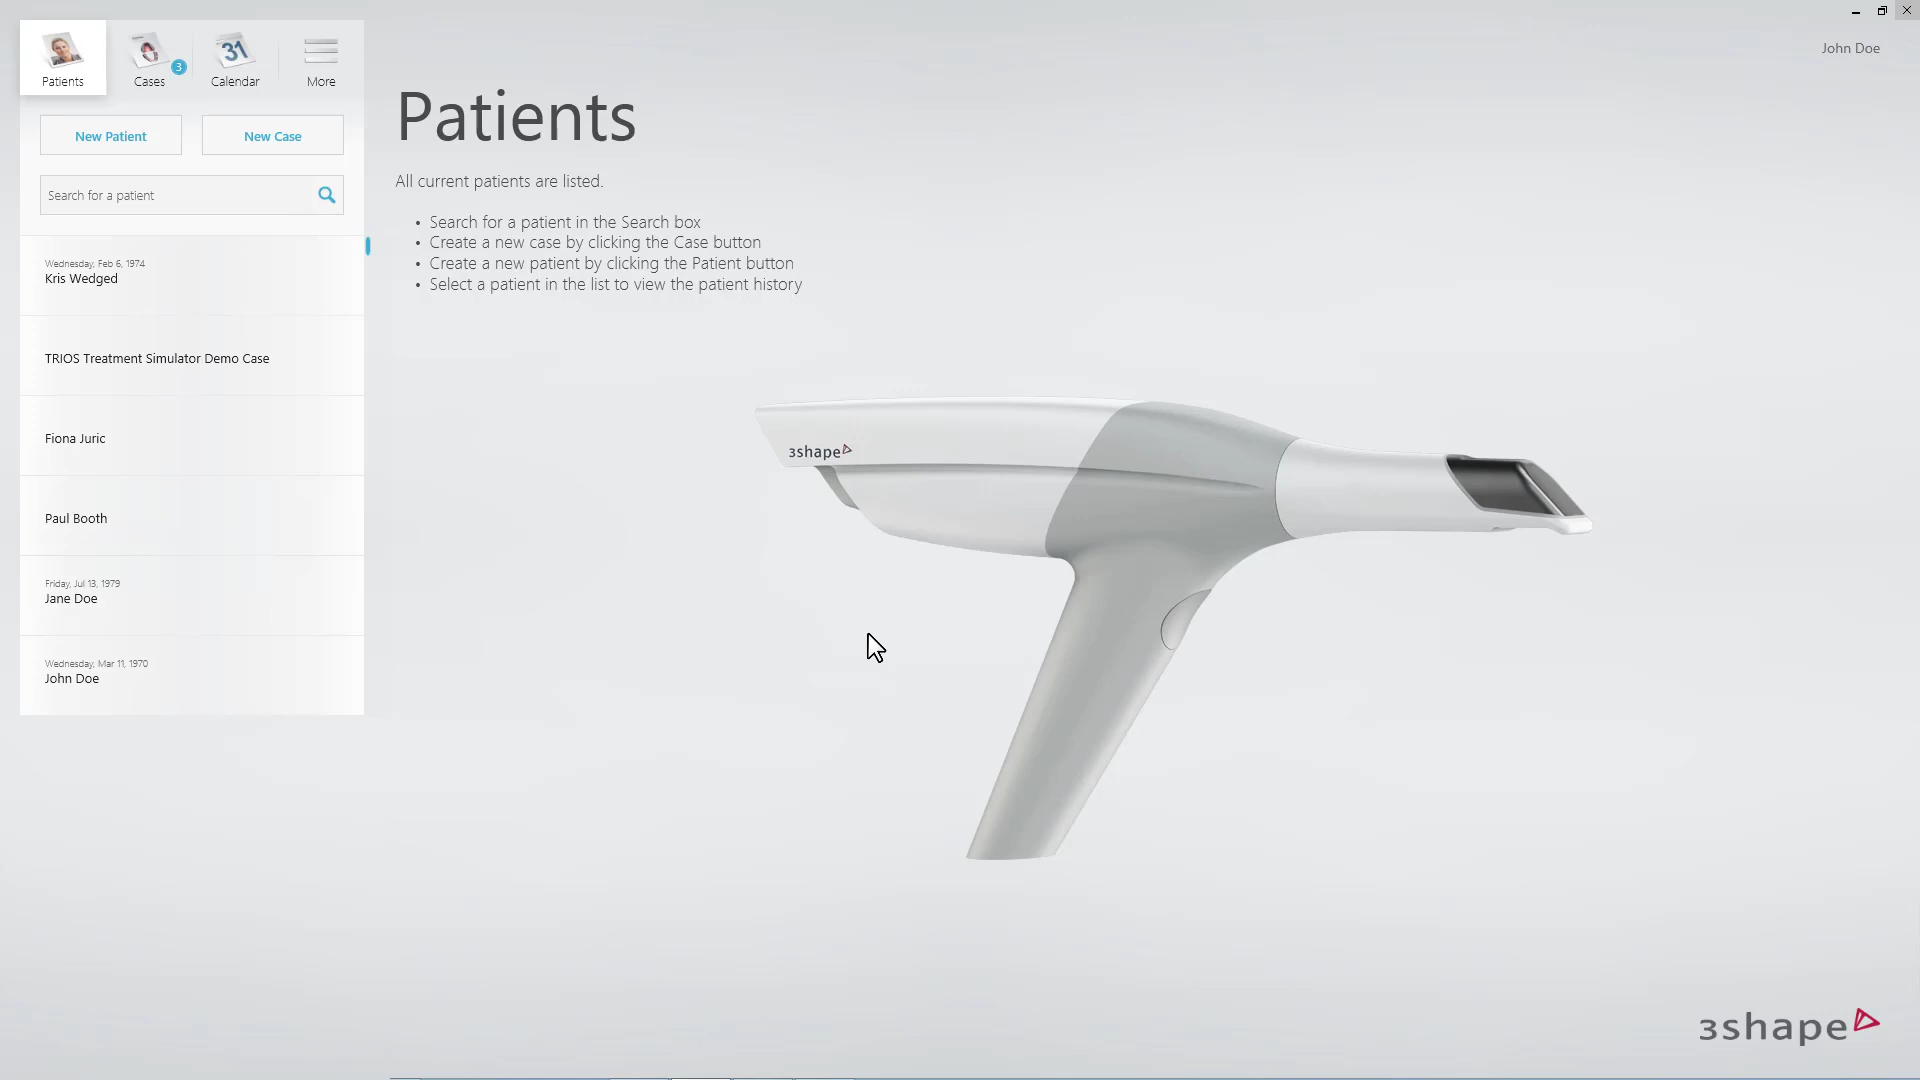 John Doe
Patients
Cases
3
31
Calendar
More
New Patient
New Case
Search for a patient
Wednesday, Feb 6, 1974
Kris Wedged
TRIOS Treatment Simulator Demo Case
Fiona Juric
Paul Booth
Friday, Jul 13, 1979
Jane Doe
Wednesday, Mar 11, 1970
John Doe
Patients
All current patients are listed.
• Search for a patient in the Search box
• Create a new case by clicking the Case button
• Create a new patient by clicking the Patient button
• Select a patient in the list to view the patient history
3shape
3shape